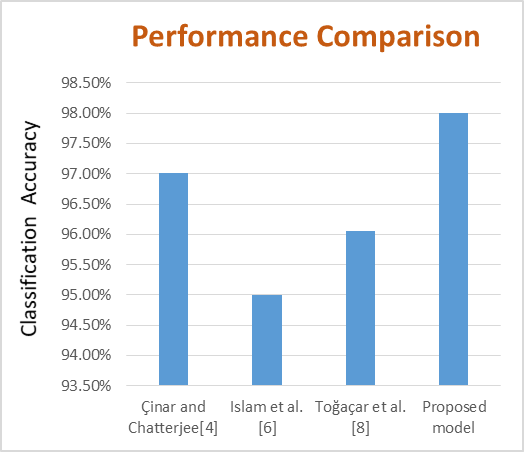 Performance Comparison
Classification Accuracy
98.50%
98.00%
97.50%
97.00%
96.50%
96.00%
95.50%
95.00%
94.50%
94.00%
93.50%
Çinar and
Chatterjee[4]
Islam et al.
[6]
Toğaçar et al.
[8]
Proposed
model